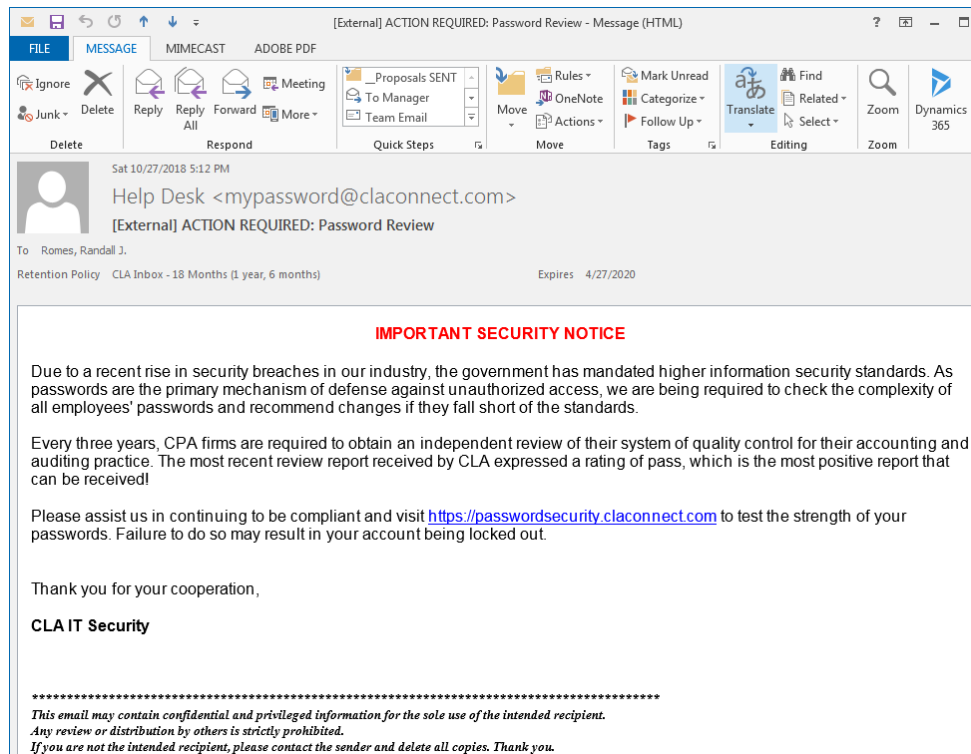 [External] ACTION REQUIRED: Password Review - Message (HTML)
FILE MESSAGE MIMECAST ADOBE PDF
Ignore
Junk
Delete
Reply
Reply All
Forward
Meeting
More
__Proposals SENT
To Manager
Team Email
Move
Rules
OneNote
Actions
Mark Unread
Categorize
Follow Up
Translate
Find
Related
Select
Zoom
Dynamics 365
Delete Respond Quick Steps Move Tags Editing Zoom
Sat 10/27/2018 5:12 PM
Help Desk <mypassword@claconnect.com>
[External] ACTION REQUIRED: Password Review
To Romes, Randall J.
Retention Policy CLA Inbox - 18 Months (1 year, 6 months) Expires 4/27/2020
IMPORTANT SECURITY NOTICE
Due to a recent rise in security breaches in our industry, the government has mandated higher information security standards. As
passwords are the primary mechanism of defense against unauthorized access, we are being required to check the complexity of
all employees' passwords and recommend changes if they fall short of the standards.
Every three years, CPA firms are required to obtain an independent review of their system of quality control for their accounting and
auditing practice. The most recent review report received by CLA expressed a rating of pass, which is the most positive report that
can be received!
Please assist us in continuing to be compliant and visit https://passwordsecurity.claconnect.com to test the strength of your
passwords. Failure to do so may result in your account being locked out.
Thank you for your cooperation,
CLA IT Security
******************************************************************************************
This email may contain confidential and privileged information for the sole use of the intended recipient.
Any review or distribution by others is strictly prohibited.
If you are not the intended recipient, please contact the sender and delete all copies. Thank you.